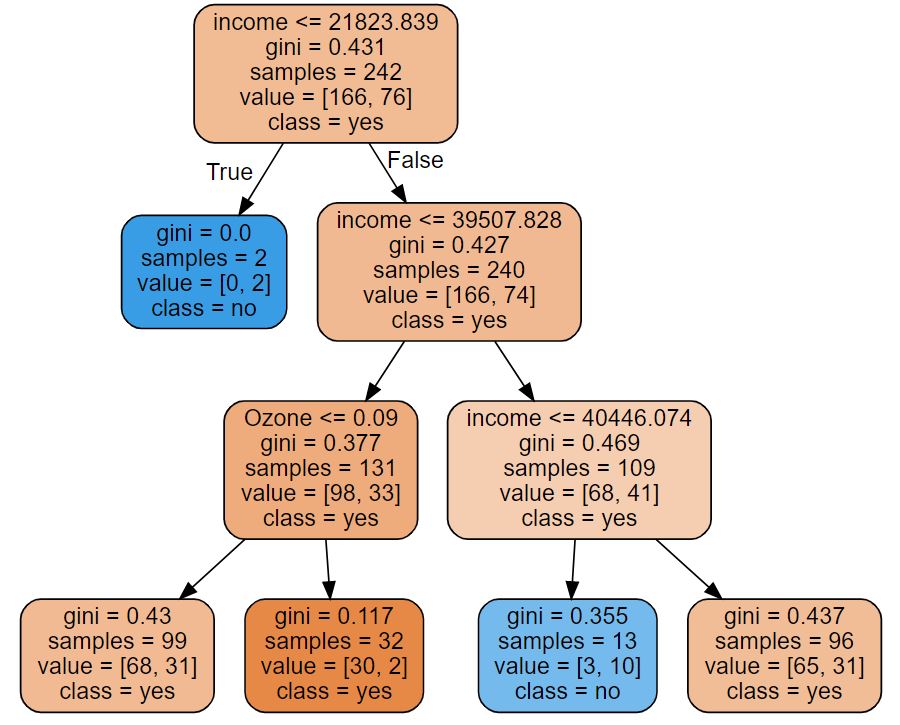 income <= 21823.839
gini = 0.431
samples = 242
value = [166, 76]
class = yes
True
False
gini = 0.0
samples = 2
value = [0, 2]
class = no
income <= 39507.828
gini = 0.427
samples = 240
value = [166, 74]
class = yes
Ozone <= 0.09
gini = 0.377
samples = 131
value = [98, 33]
class = yes
income <= 40446.074
gini = 0.469
samples = 109
value = [68, 41]
class = yes
gini = 0.43
samples = 99
value = [68, 31]
class = yes
gini = 0.117
samples = 32
value = [30, 2]
class = yes
gini = 0.355
samples = 13
value = [3, 10]
class = no
gini = 0.437
samples = 96
value = [65, 31]
class = yes